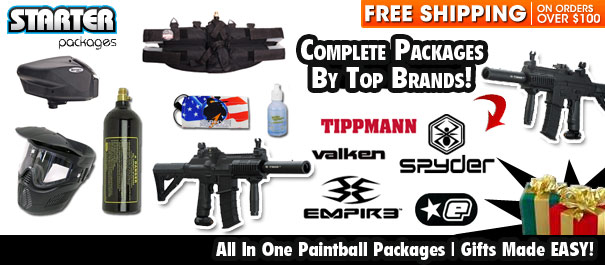 STARTER
packages
FREE SHIPPING
ON ORDERS
OVER $100
COMPLETE PACKAGES
BY TOP BRANDS!
TIPPMANN
valken
SPYDER
EMPIRE
e
All In One Paintball Packages | Gifts Made EASY!